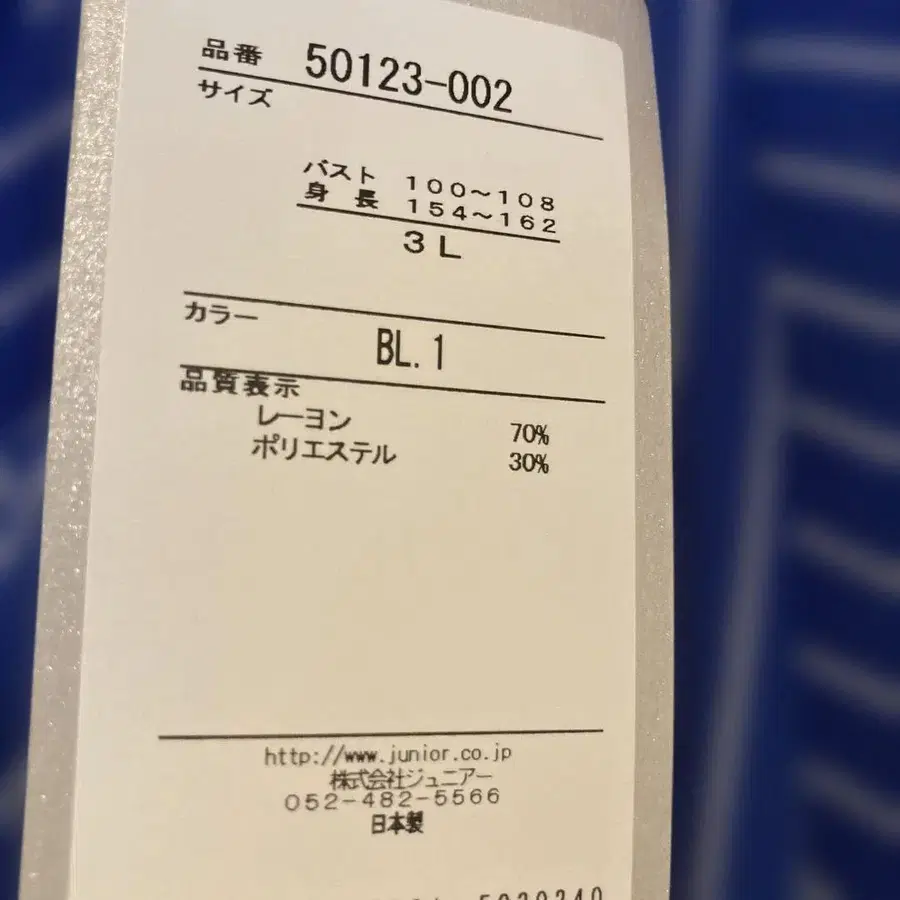 品番 50123-002
サイズ
バスト 100～108
身長 154～162
3L
カラー
BL.1
品質表示
レーヨン 70%
ポリエステル 30%
http://www.junior.co.jp
株式会社ジュニアー
052-482-5566
日本製